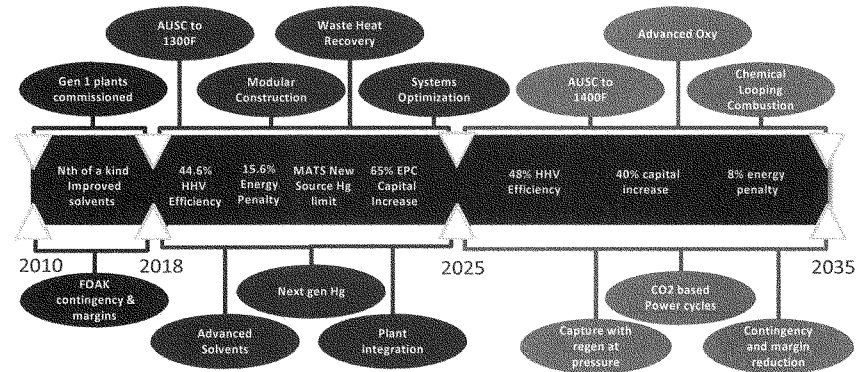 AUSC to
1300F
Waste Heat
Recovery
Advanced Oxy
Gen 1 plants
commissioned
Modular
Construction
Systems
Optimization
AUSC to
1400F
Chemical
Looping
Combustion
Nth of a kind
Improved
solvents
44.6%
HHV
Efficiency
15.6%
Energy
Penalty
MATS New
Source Hg
limit
65% EPC
Capital
Increase
48% HHV
Efficiency
40% capital
increase
8% energy
penalty
2010
2018
2025
2035
FOAK
contingency &
margins
Next gen Hg
CO2 based
Power cycles
Advanced
Solvents
Plant
integration
Capture with
regen at
pressure
Contingency
and margin
reduction